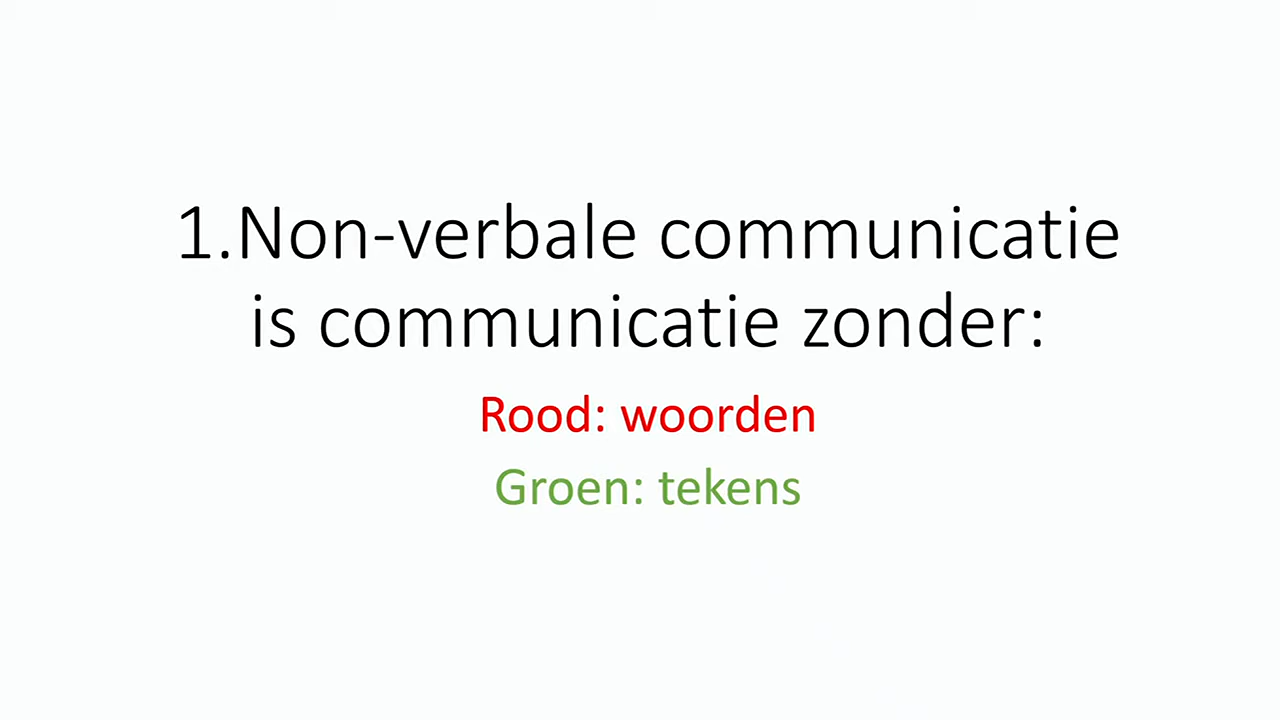 1.Non-verbale communicatie
is communicatie zonder:
Rood: woorden
Groen: tekens